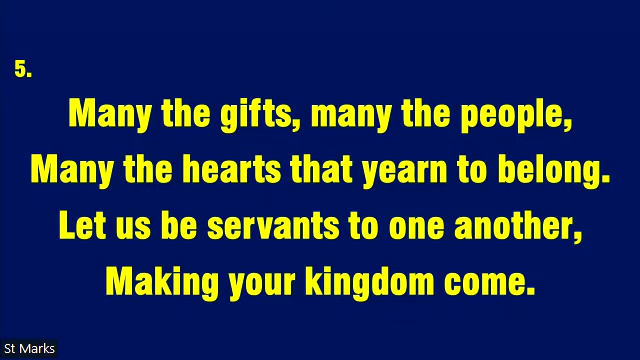 5.
Many the gifts, many the people,
Many the hearts that yearn to belong.
Let us be servants to one another,
Making your kingdom come.
St Marks